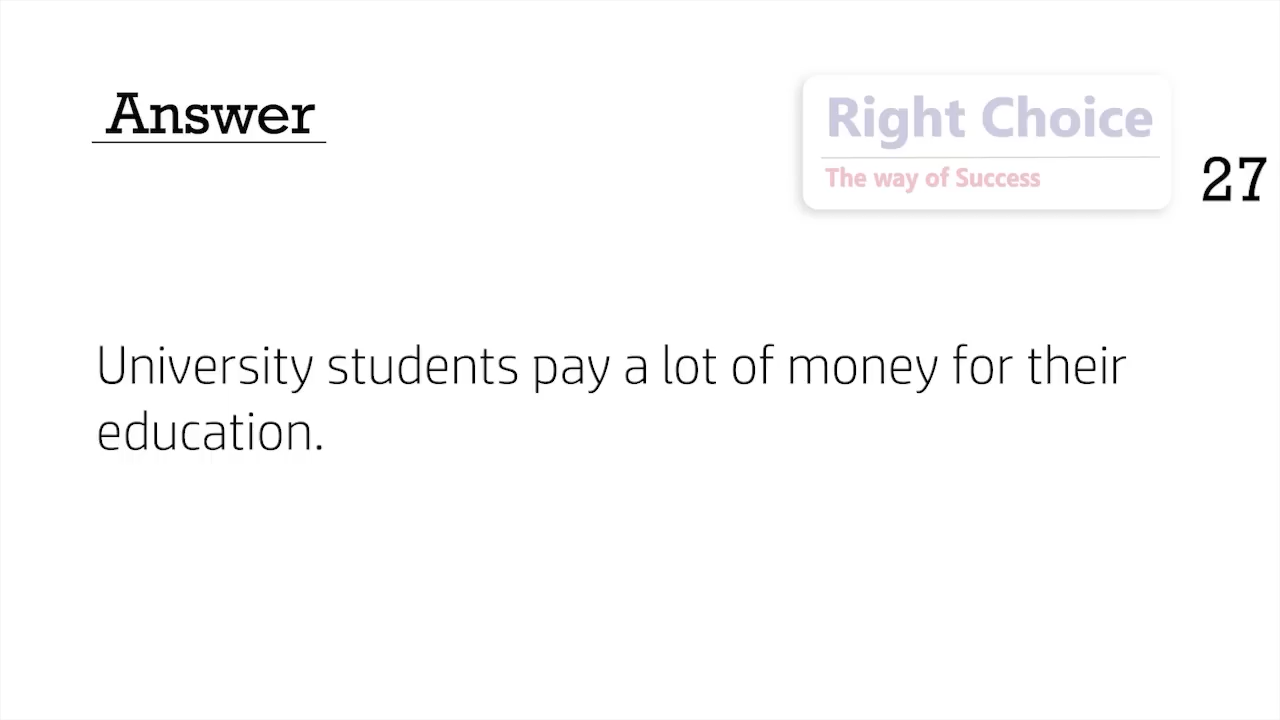 Answer
Right Choice
The way of Success
27
University students pay a lot of money for their
education.